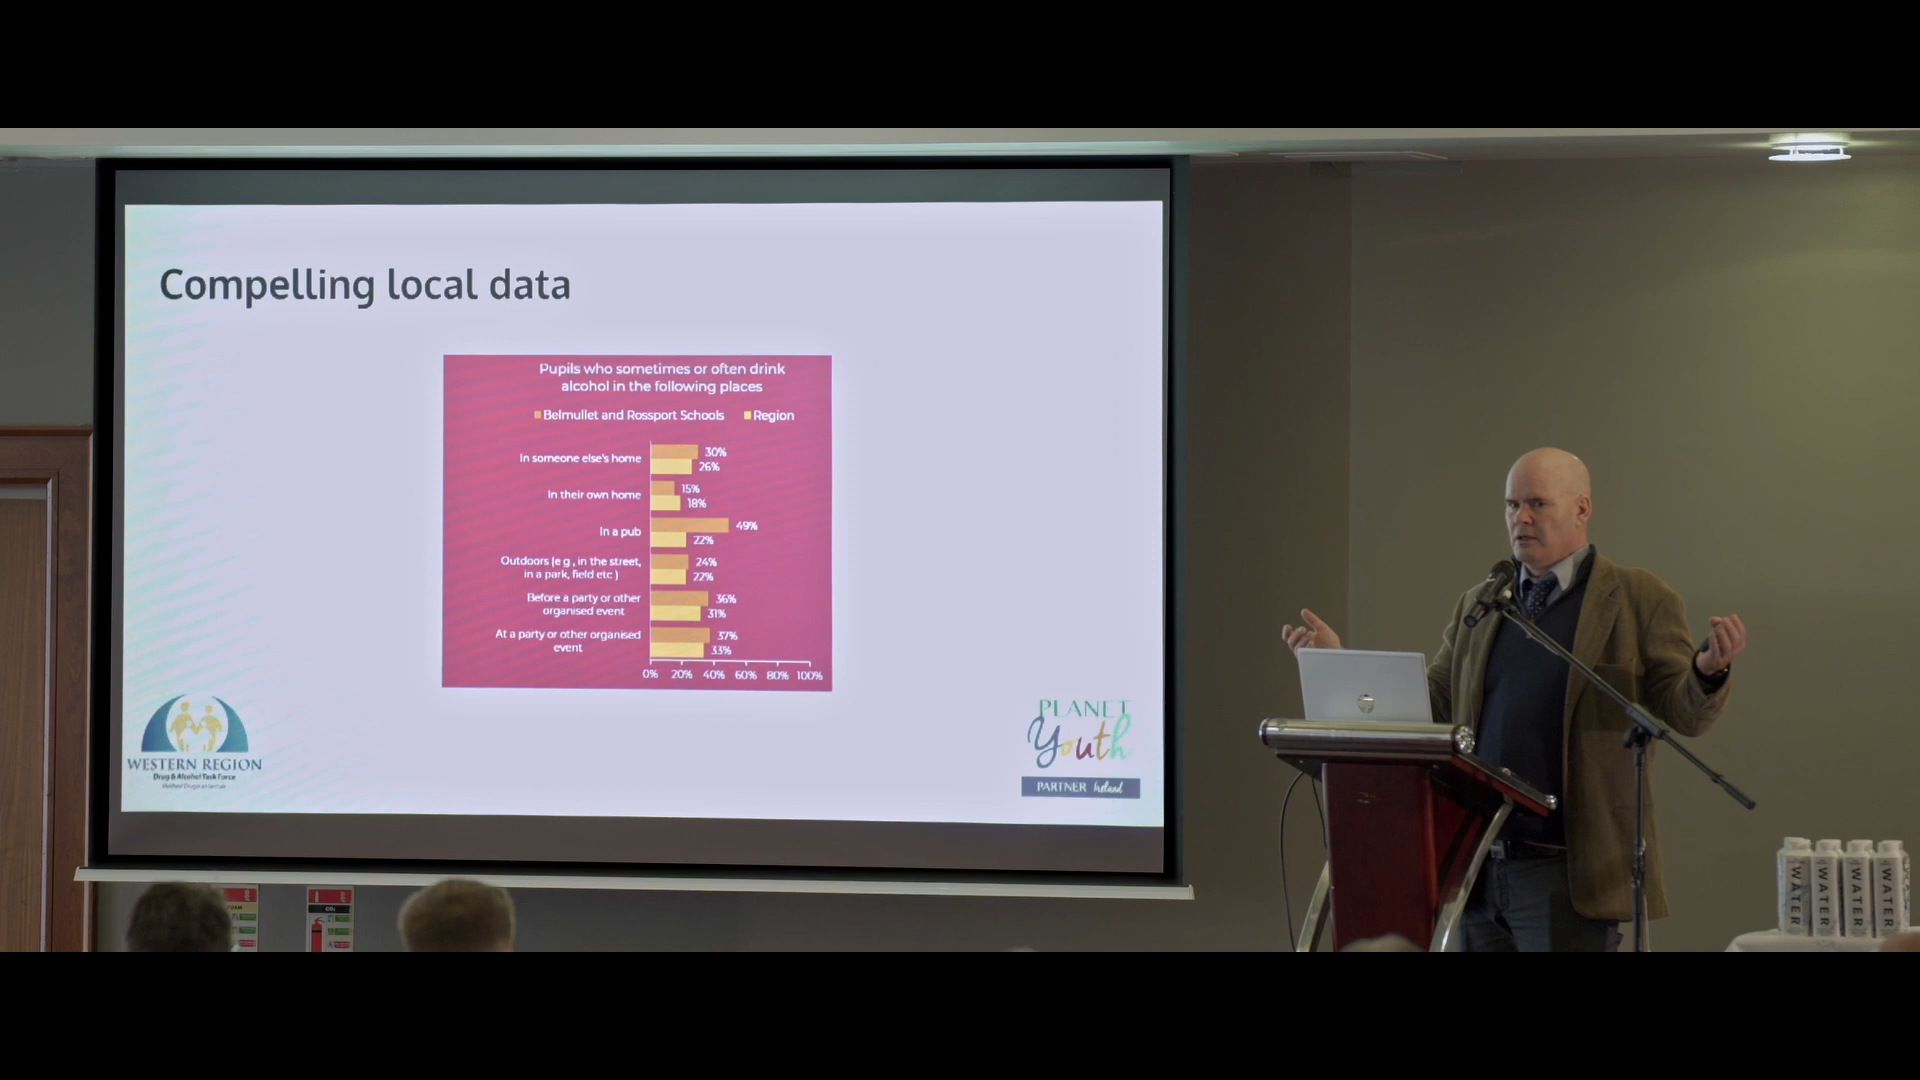 Compelling local data
Pupils who sometimes or often drink
alcohol in the following places
Belmullet and Rossport Schools Region
In someone else's home 30%
26%
In their own home 15%
18%
In a pub 49%
22%
Outdoors (e.g., in the street,
in a park, field etc.) 24%
22%
Before a party or other
organised event 36%
31%
At a party or other organised
event 37%
33%
0% 20% 40% 60% 80% 100%
WESTERN REGION
Drug & Alcohol Task Force
PLANET
Youth
PARTNER Ireland
FOAM
CO2
WATER WATER WATER WATER